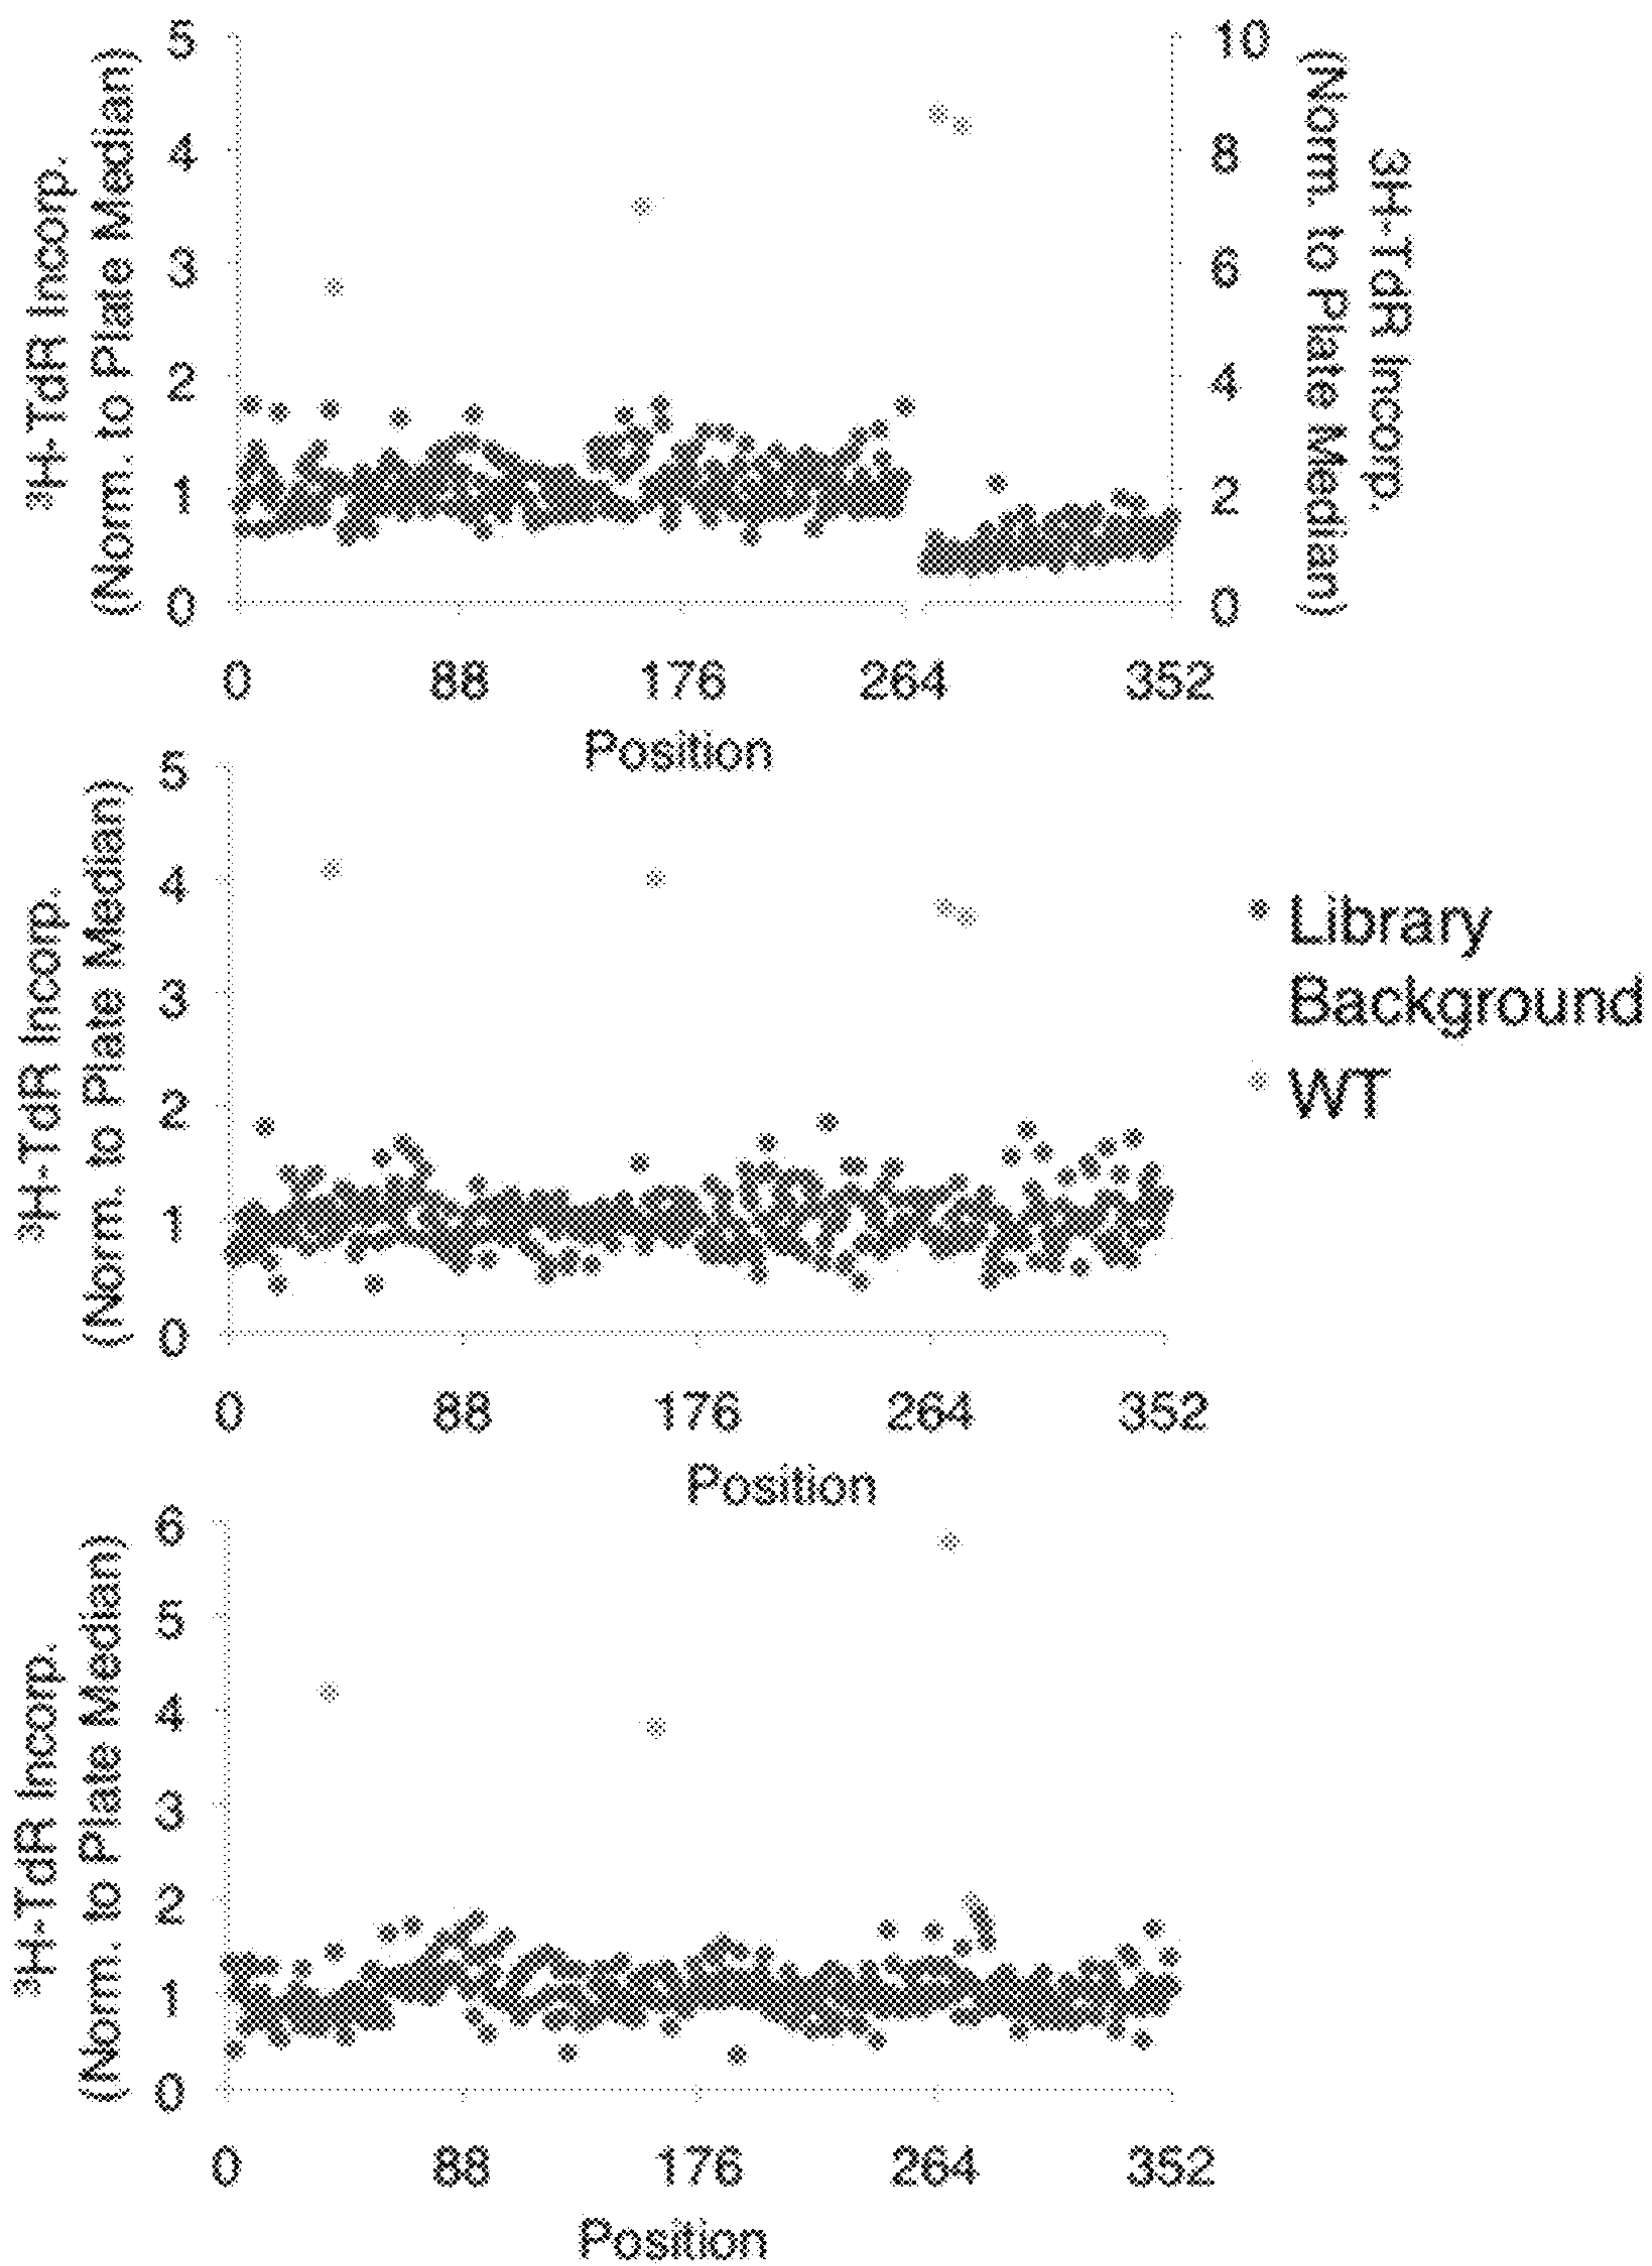 ³H-TdR Incorp.
(Norm. to Plate Median)
5
4
3
2
1
0
10
8
6
4
2
0
3H-TdR Incorp.
(Norm. to Plate Median)
0 88 176 264 352
Position
³H-TdR Incorp.
(Norm. to Plate Median)
5
4
3
2
1
0
0 88 176 264 352
Position
Library
Background
WT
³H-TdR Incorp.
(Norm. to Plate Median)
6
5
4
3
2
1
0
0 88 176 264 352
Position